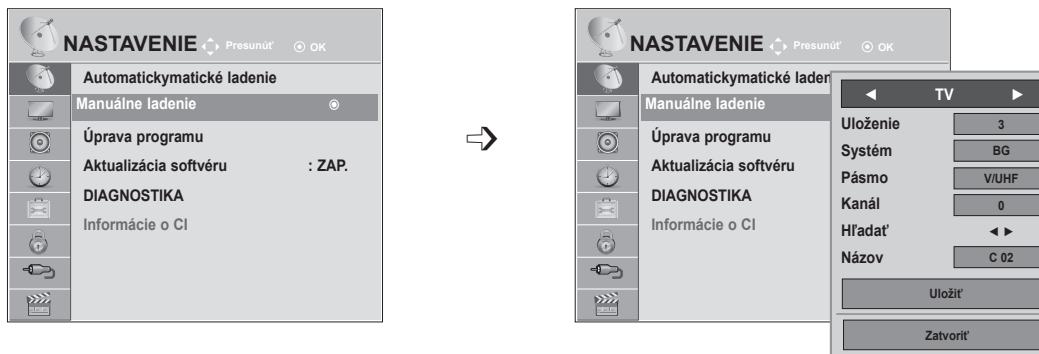 NASTAVENIE Presunúť OK
Automatickymatické ladenie
Manuálne ladenie
Úprava programu
Aktualizácia softvéru : ZAP.
DIAGNOSTIKA
Informácie o CI
NASTAVENIE Presunúť OK
Automatickymatické laden
Manuálne ladenie
Úprava programu
Aktualizácia softvéru
DIAGNOSTIKA
Informácie o CI
◄ TV ►
Uloženie 3
Systém BG
Pásmo V/UHF
Kanál 0
Hľadať ◄ ►
Názov C 02
Uložiť
Zatvoriť